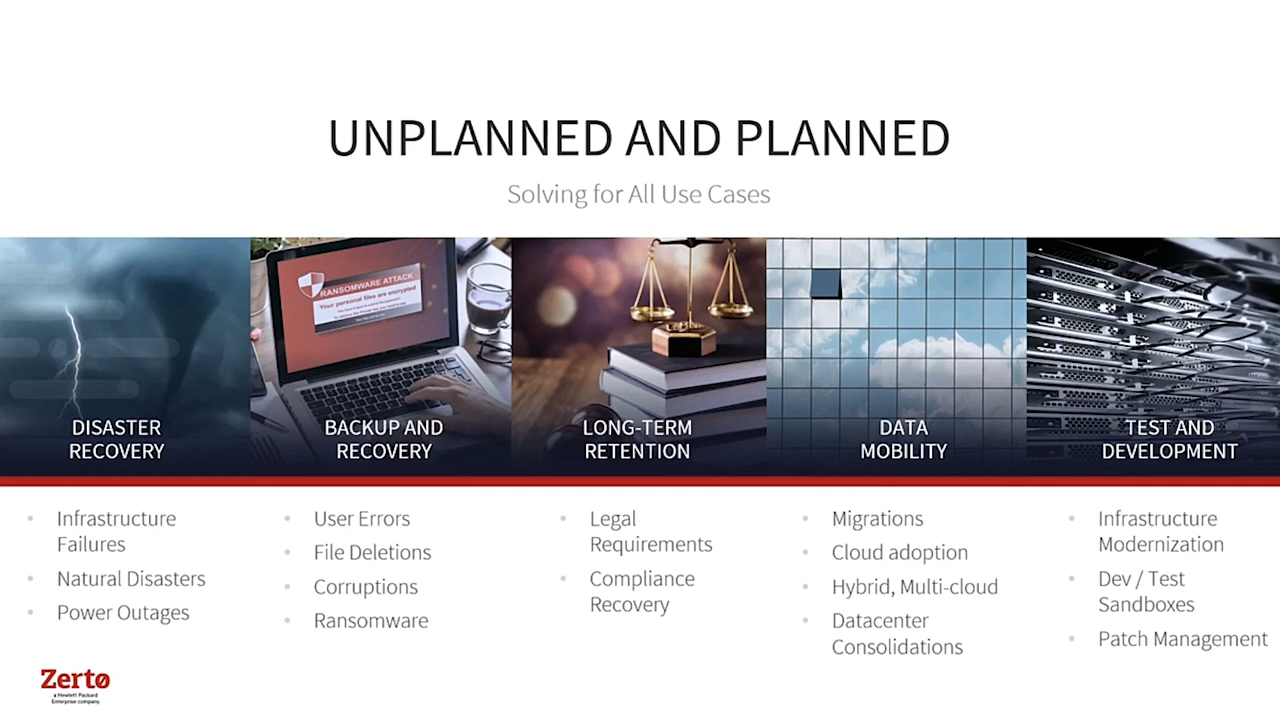 UNPLANNED AND PLANNED
Solving for All Use Cases
RANSOMWARE ATTACK
Your personal files are encrypted
DISASTER
RECOVERY
BACKUP AND
RECOVERY
LONG-TERM
RETENTION
DATA
MOBILITY
TEST AND
DEVELOPMENT
• Infrastructure
Failures
• Natural Disasters
• Power Outages
• User Errors
• File Deletions
• Corruptions
• Ransomware
• Legal
Requirements
• Compliance
Recovery
• Migrations
• Cloud adoption
• Hybrid, Multi-cloud
• Datacenter
Consolidations
• Infrastructure
Modernization
• Dev / Test
Sandboxes
• Patch Management
Zerto
a Hewlett Packard
Enterprise company